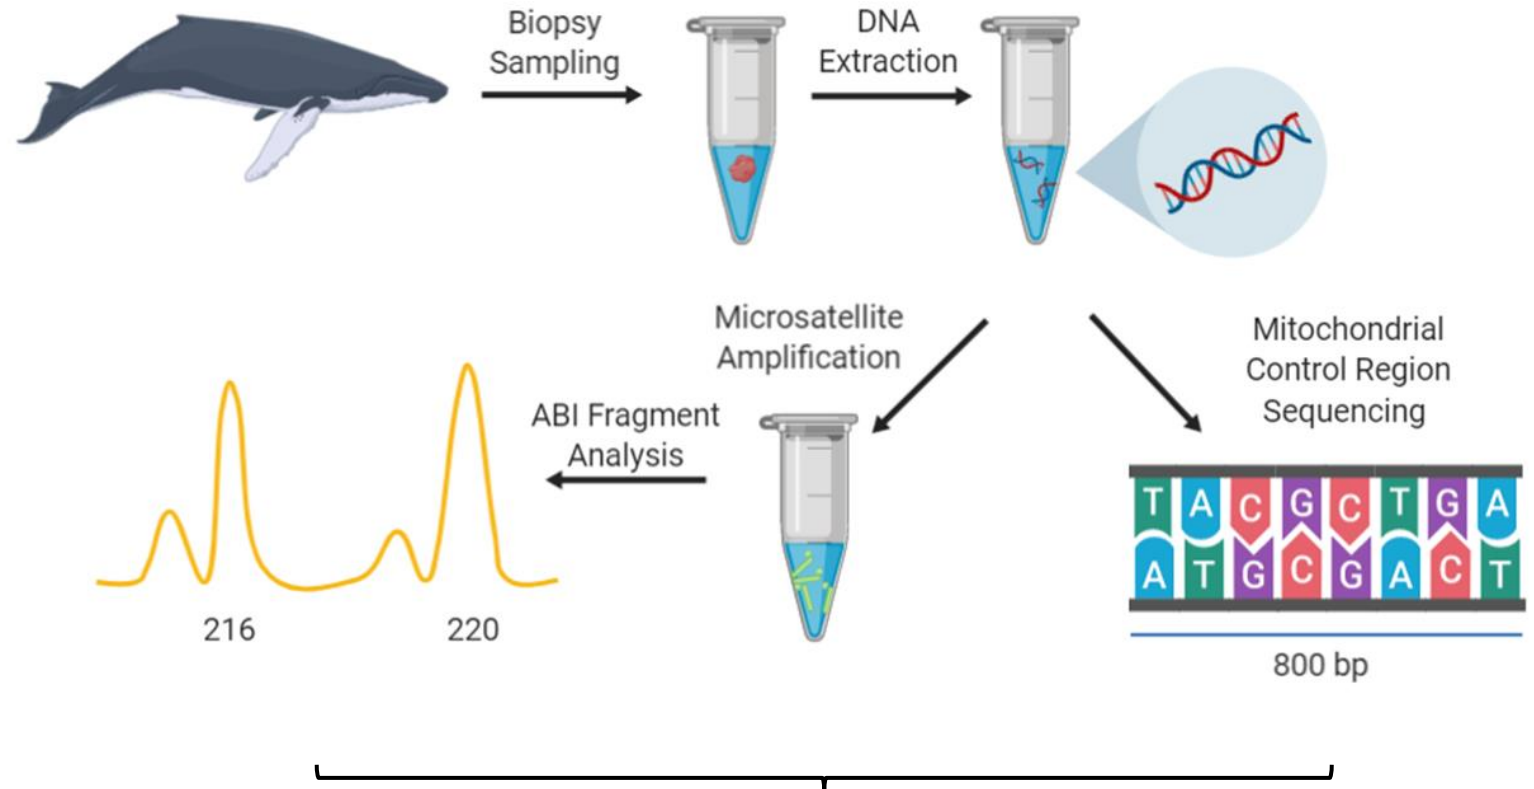 Biopsy
Sampling
DNA
Extraction
Microsatellite
Amplification
Mitochondrial
Control Region
Sequencing
ABI Fragment
Analysis
T A C G C T G A
A T G C G A C T
216
220
800 bp